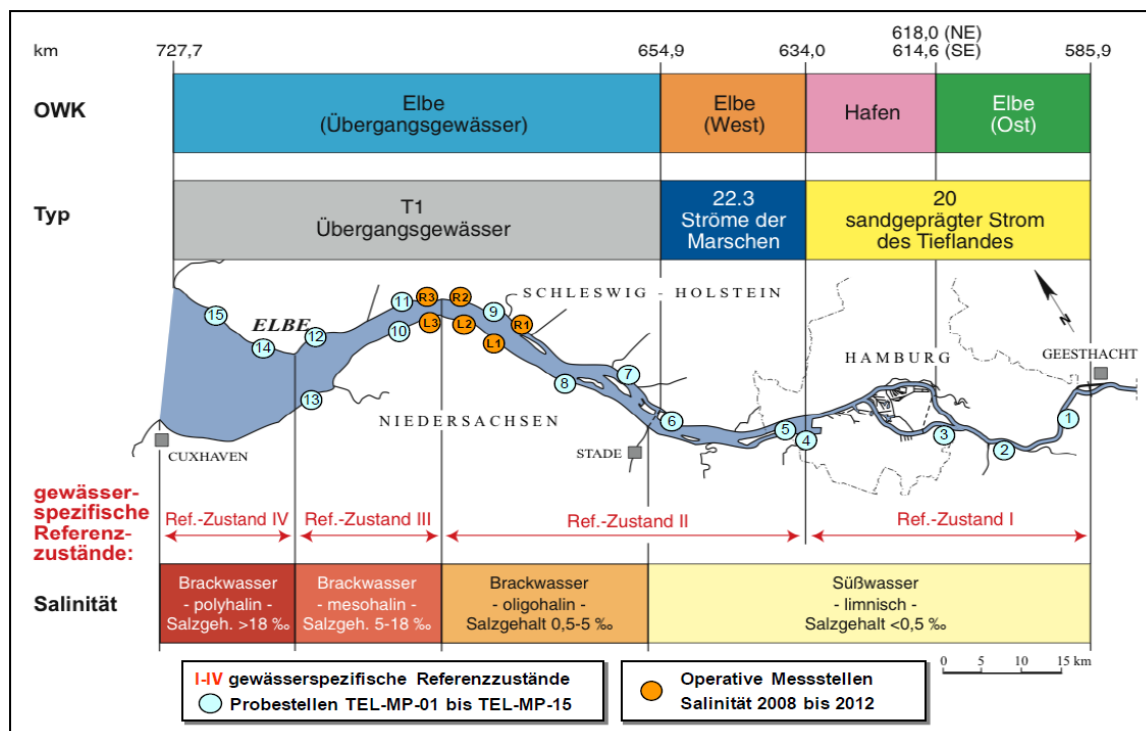 618,0 (NE)
km 727,7 654,9 634,0 614,6 (SE) 585,9
OWK
Elbe
(Übergangsgewässer)
Elbe
(West)
Hafen
Elbe
(Ost)
Typ
T1
Übergangsgewässer
22.3
Ströme der
Marschen
20
sandgeprägter Strom
des Tieflandes
15
14
ELBE
12
13
11
10
R3
L3
R2
L2
9
L1
R1
SCHLESWIG - HOLSTEIN
8
7
6
5
4
3
2
1
N
HAMBURG
GEESTHACHT
NIEDERSACHSEN
CUXHAVEN
STADE
gewässer-
spezifische
Referenz-
zustände:
Ref.-Zustand IV
Ref.-Zustand III
Ref.-Zustand II
Ref.-Zustand I
Salinität
Brackwasser
- polyhalin -
Salzgeh. >18 ‰
Brackwasser
- mesohalin -
Salzgeh. 5-18 ‰
Brackwasser
- oligohalin -
Salzgehalt 0,5-5 ‰
Süßwasser
- limnisch -
Salzgehalt <0,5 ‰
0 5 10 15 km
I-IV gewässerspezifische Referenzzustände
Probestellen TEL-MP-01 bis TEL-MP-15
Operative Messstellen
Salinität 2008 bis 2012